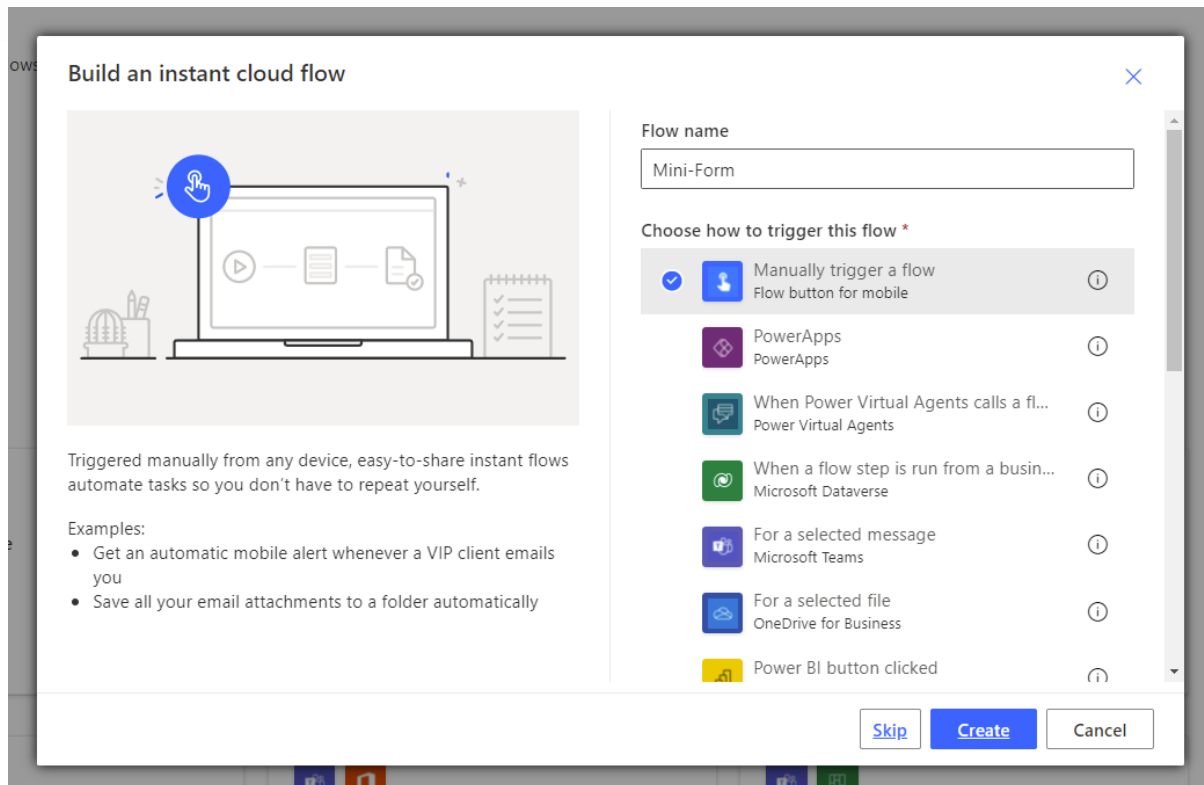 ows
Build an instant cloud flow
Triggered manually from any device, easy-to-share instant flows
automate tasks so you don't have to repeat yourself.
Examples:
Get an automatic mobile alert whenever a VIP client emails
you
Save all your email attachments to a folder automatically
Flow name
Mini-Form
Choose how to trigger this flow *
Manually trigger a flow
Flow button for mobile
PowerApps
PowerApps
When Power Virtual Agents calls a fl...
Power Virtual Agents
When a flow step is run from a busin...
Microsoft Dataverse
For a selected message
Microsoft Teams
For a selected file
OneDrive for Business
Power BI button clicked
Skip
Create
Cancel